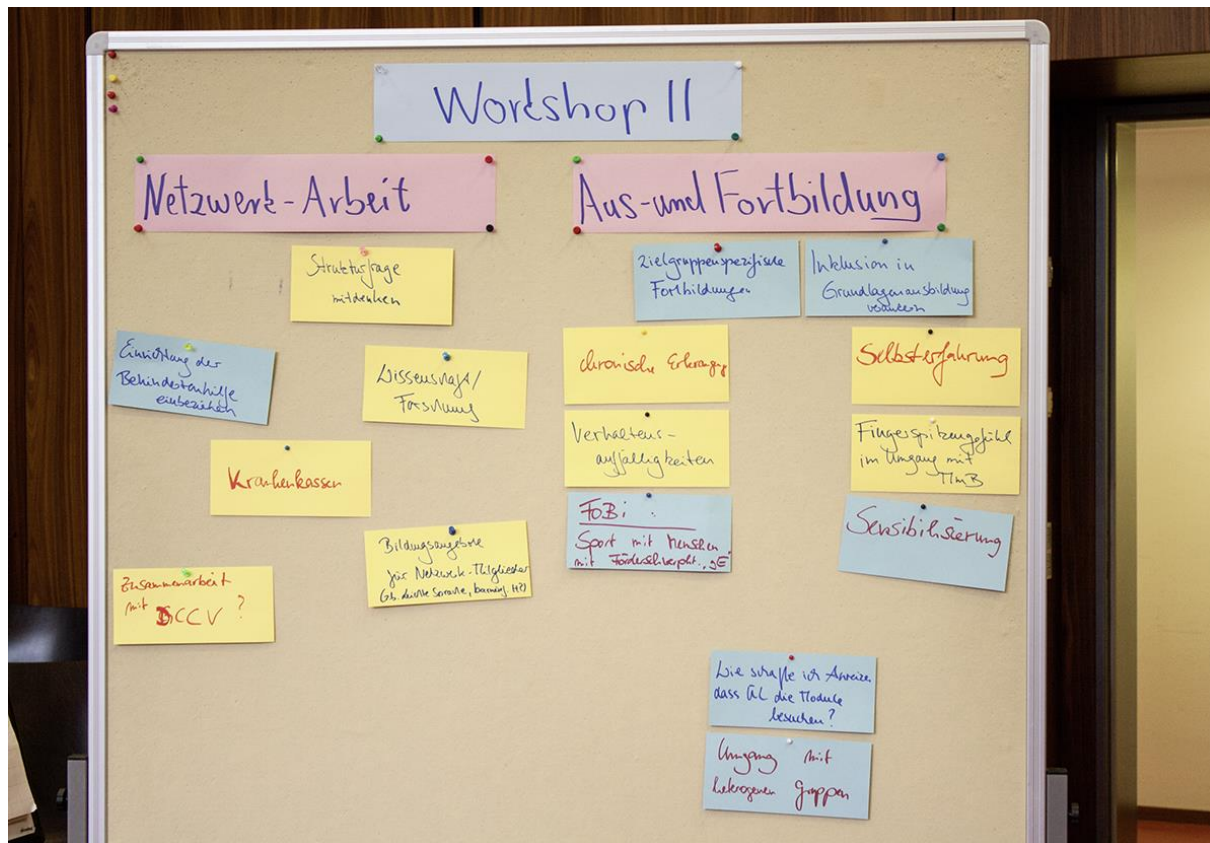 Workshop II
Netzwerk-Arbeit
Strukturfrage
mitdenken
Einrichtung der
Behindertenhilfe
einbeziehen
Wissenschaft/
Forschung
Krankenkassen
Bildungsangebote
für Netzwerk-Mitglieder
(z.b. leichte Sprache,
Zusammenarbeit
mit DCCV?
Aus- und Fortbildung
Zielgruppenspezifische
Fortbildungen
Inklusion in
Grundlagenausbildung
verankern
chronische Erkrankung
Selbsterfahrung
Verhaltens-
auffälligkeiten
Fingerspitzengefühl
im Umgang mit
MmB
FoBi:
Sport mit Menschen
mit Förderschwerpkt. "gE"
Sensibilisierung
Wie schaffe ich Anreize,
dass ÜL die Module
besuchen?
Umgang mit
heterogenen Gruppen